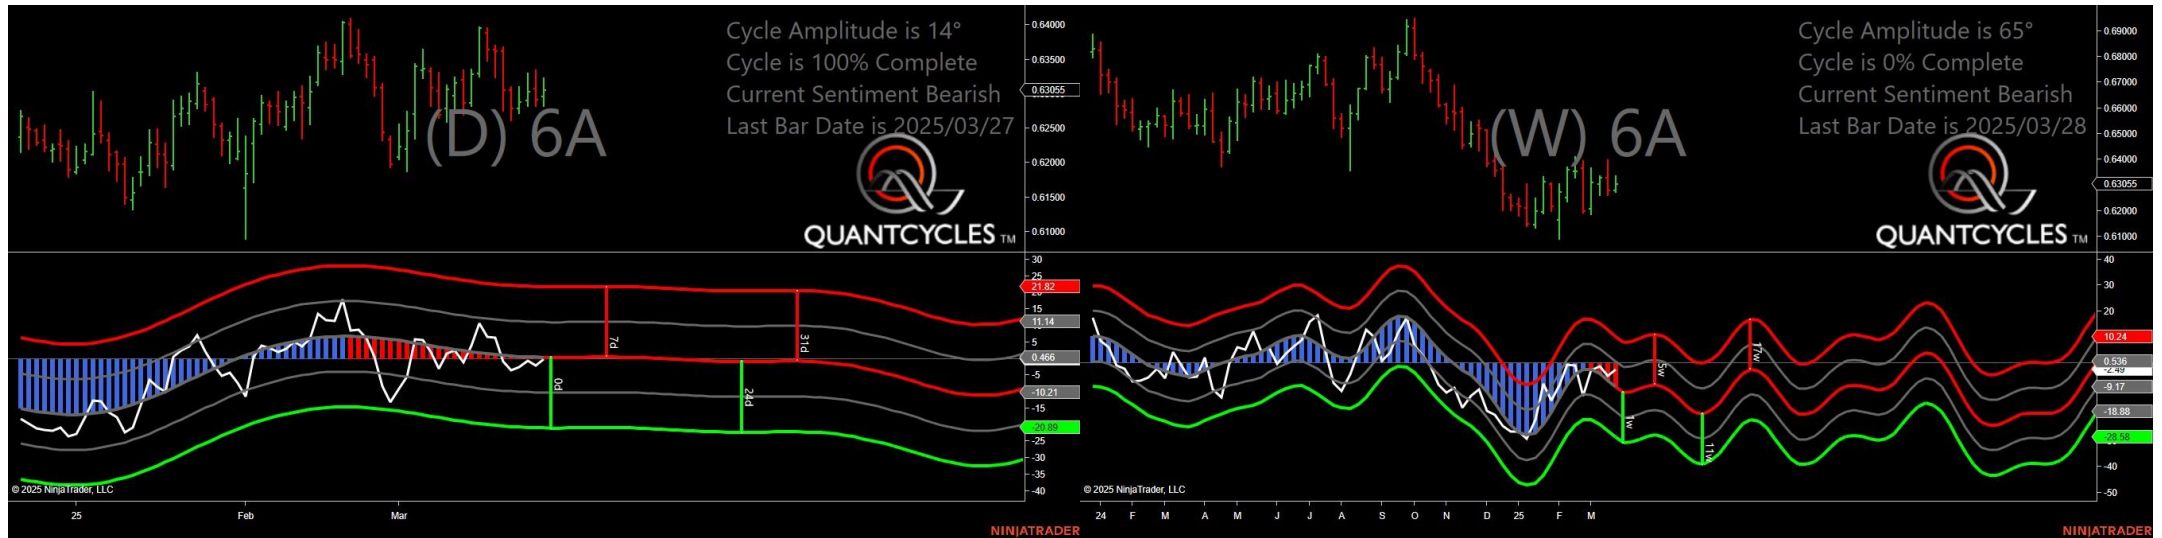 Cycle Amplitude is 14°
Cycle is 100% Complete
Current Sentiment Bearish
Last Bar Date is 2025/03/27
(D) 6A
QUANTCYCLES TM
0.64000
0.63500
0.63055
0.62500
0.62000
0.61500
0.61000
30
25
21.82
15
11.14
5
0.466
-5
-10.21
-15
-20.89
-25
-30
-35
-40
0d
7d
24d
31d
© 2025 NinjaTrader, LLC
25 Feb Mar
NINJATRADER
Cycle Amplitude is 65°
Cycle is 0% Complete
Current Sentiment Bearish
Last Bar Date is 2025/03/28
(W) 6A
QUANTCYCLES TM
0.69000
0.68000
0.67000
0.66000
0.65000
0.64000
0.63055
0.62000
0.61000
40
30
20
10.24
0.536
-2.49
-9.17
-18.88
-28.58
-40
-50
1w
5w
11w
17w
© 2025 NinjaTrader, LLC
24 F M A M J J A S O N D 25 F M
NINJATRADER